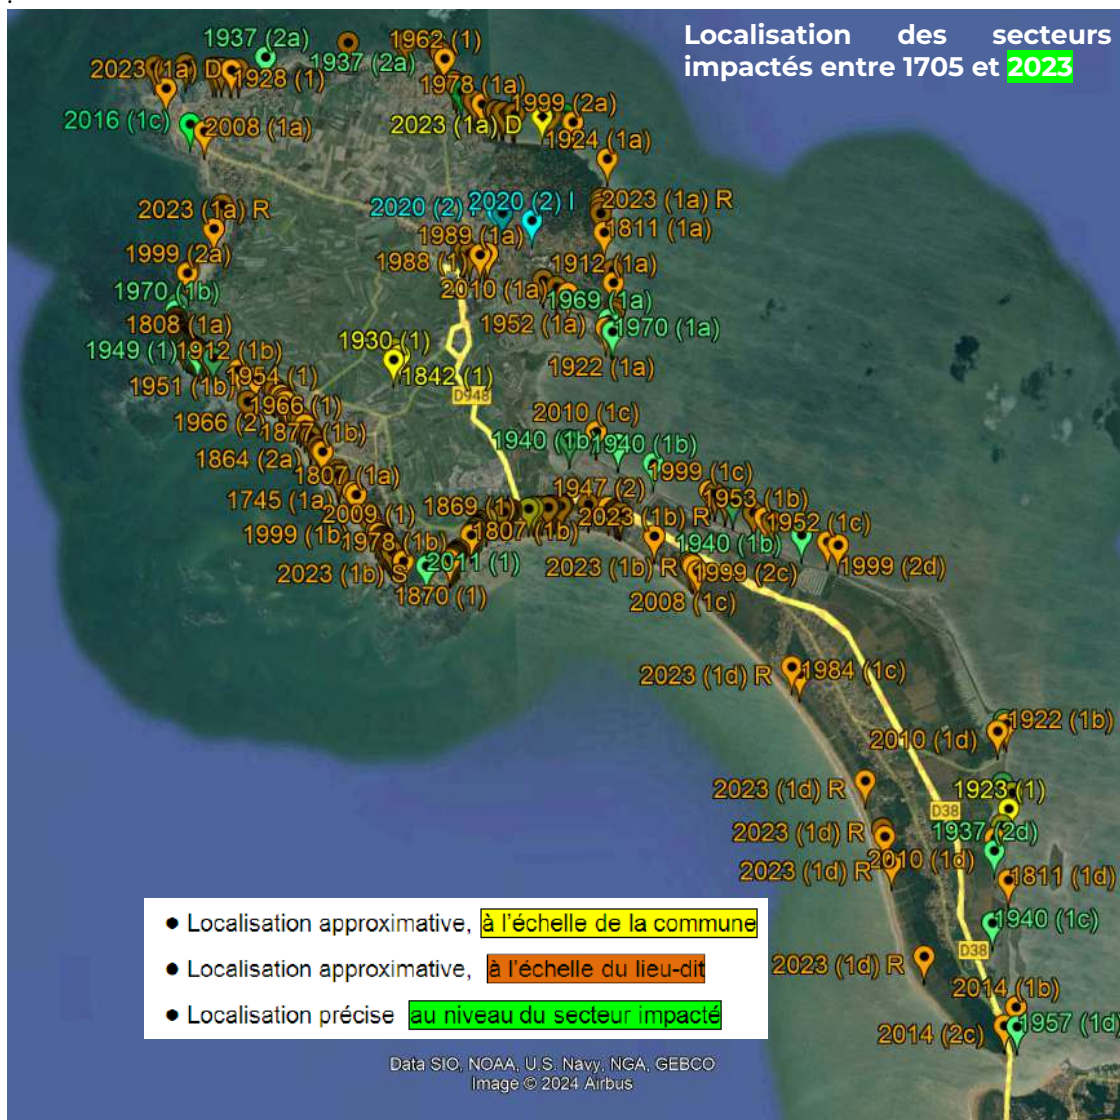 Localisation des secteurs
impactés entre 1705 et 2023
1937 (2a)
1962 (1)
1937 (2a)
2023 (1a) D
1928 (1)
1978 (1a)
1999 (2a)
2016 (1c)
2008 (1a)
2023 (1a) D
1924 (1a)
2023 (1a) R
2020 (2)
2020 (2) I
2023 (1a) R
1811 (1a)
1989 (1a)
1999 (2a)
1988 (1)
1912 (1a)
1970 (1b)
2010 (1a)
1969 (1a)
1808 (1a)
1952 (1a)
1970 (1a)
1949 (1)
1912 (1b)
1930 (1)
1922 (1a)
1951 (1b)
1954 (1)
1842 (1)
D948
1966 (2
1966 (1)
2010 (1c)
1877 (1b)
1940 (1b)
1940 (1b)
1864 (2a)
1807 (1a)
1999 (1c)
1745 (1a)
1947 (2)
1953 (1b)
2009 (1)
1869 (1)
2023 (1b) R
1952 (1c)
1999 (1b)
1978 (1b)
1807 (1b)
1940 (1b)
2023 (1b) S
2011 (1)
2023 (1b) R
1999 (2c)
1999 (2d)
1870 (1)
2008 (1c)
2023 (1d) R
1984 (1c)
1922 (1b)
2010 (1d)
2023 (1d) R
1923 (1)
D38
2023 (1d) R
1937 (2d)
2023 (1d) R
2010 (1d)
1811 (1d)
1940 (1c)
D38
2023 (1d) R
2014 (1b)
2014 (2c)
1957 (1d)
● Localisation approximative, à l'échelle de la commune
● Localisation approximative, à l'échelle du lieu-dit
● Localisation précise au niveau du secteur impacté
Data SIO, NOAA, U.S. Navy, NGA, GEBCO
Image © 2024 Airbus